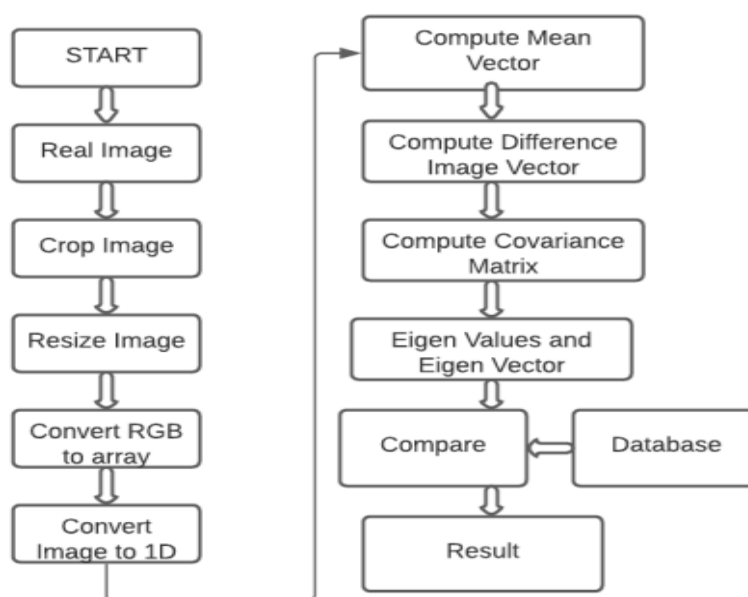 START
Real Image
Crop Image
Resize Image
Convert RGB
to array
Convert
Image to 1D
Compute Mean
Vector
Compute Difference
Image Vector
Compute Covariance
Matrix
Eigen Values and
Eigen Vector
Compare
Database
Result